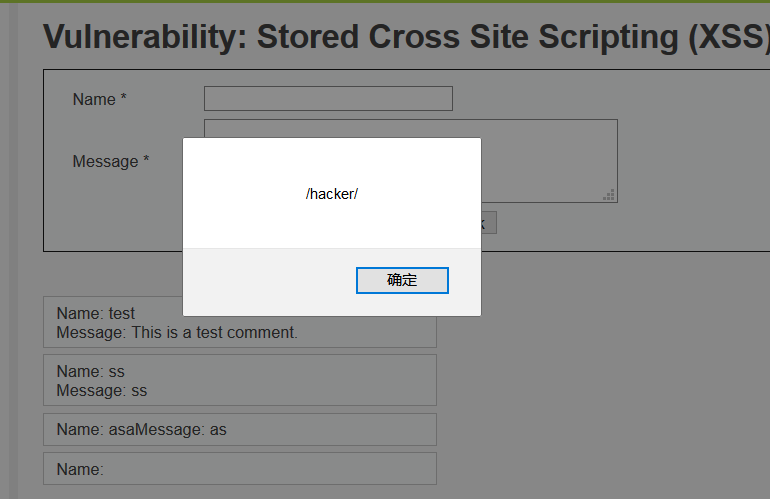 Vulnerability: Stored Cross Site Scripting (XSS)
Name *
Message *
/hacker/
k
确定
Name: test
Message: This is a test comment.
Name: ss
Message: ss
Name: asaMessage: as
Name: